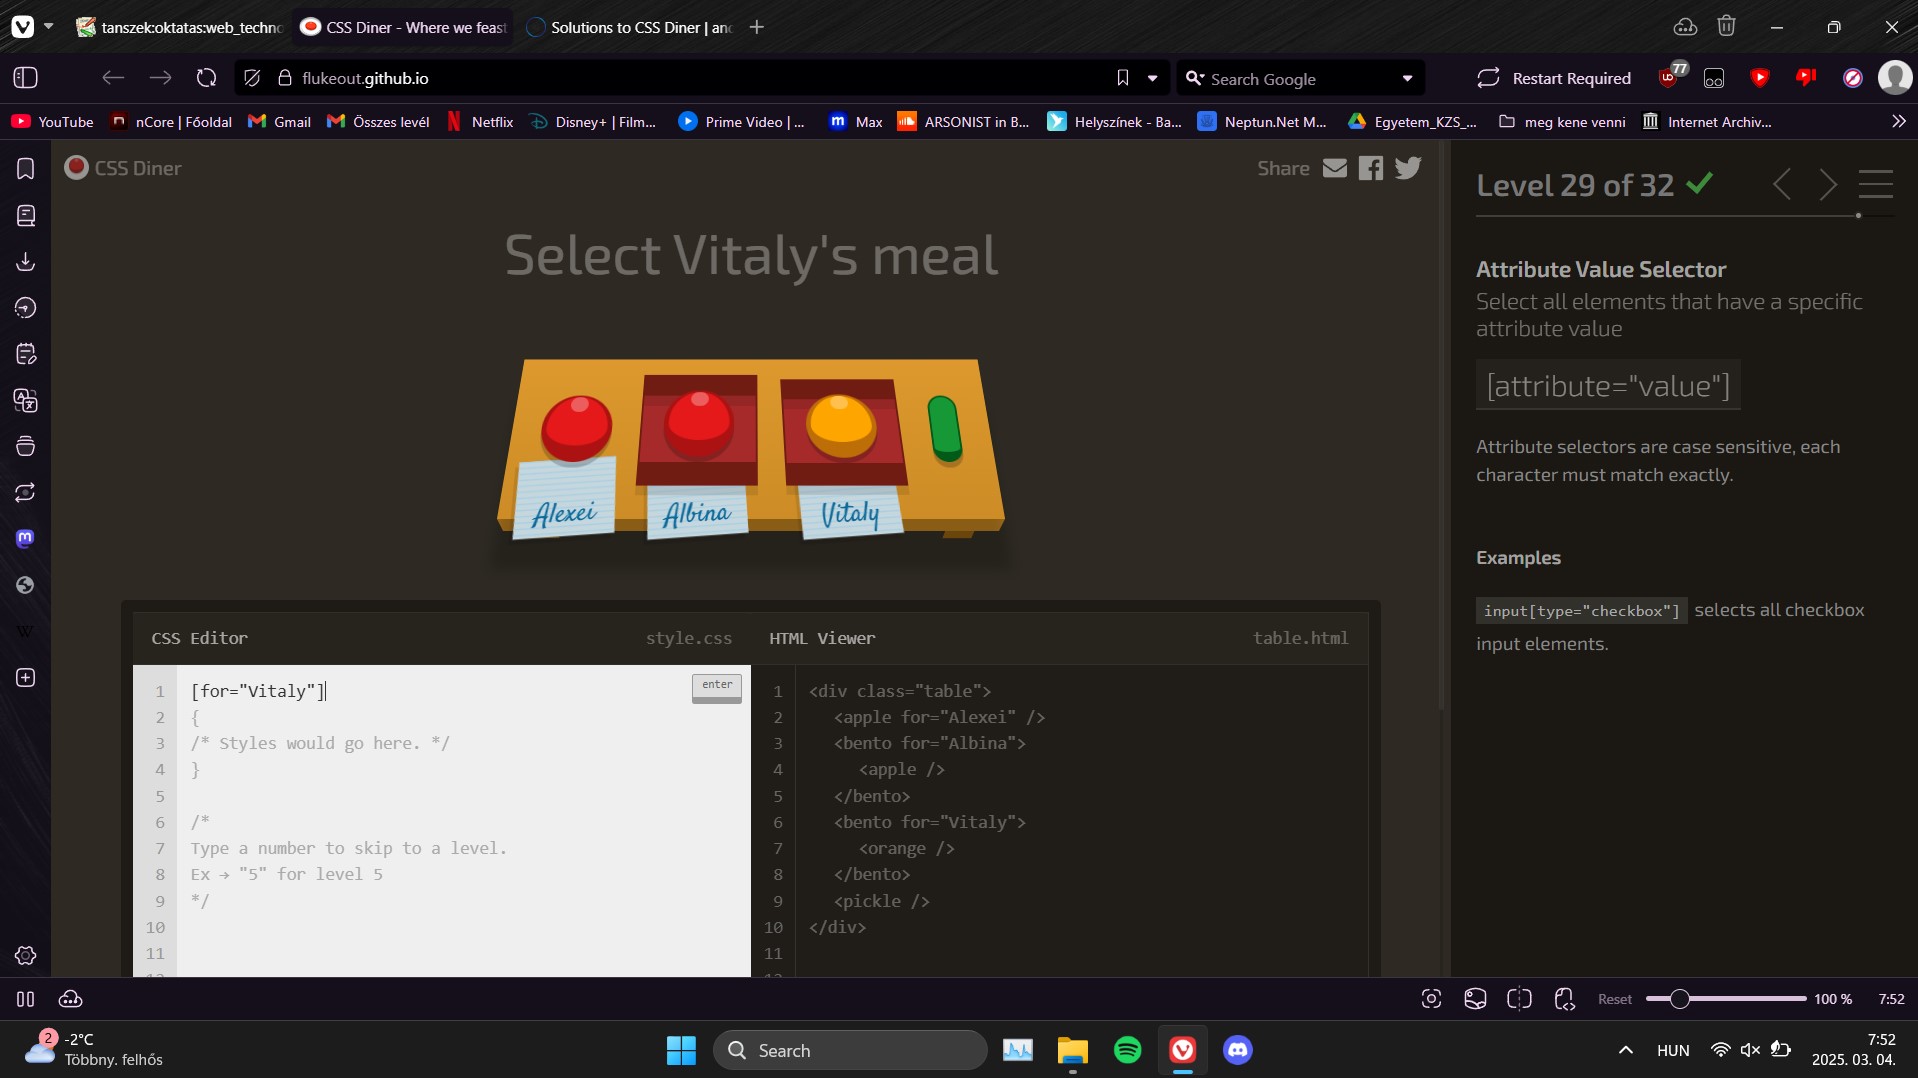 tanszek:oktatas:web_techno
CSS Diner - Where we feast
Solutions to CSS Diner | and
flukeout.github.io
Search Google
Restart Required
77
YouTube
nCore | Főoldal
Gmail
Összes levél
Netflix
Disney+ | Film...
Prime Video | ...
Max
ARSONIST in B...
Helyszínek - Ba...
Neptun.Net M...
Egyetem_KZS_...
meg kene venni
Internet Archiv...
CSS Diner
Share
Level 29 of 32
Select Vitaly's meal
Alexei
Albina
Vitaly
Attribute Value Selector
Select all elements that have a specific
attribute value
[attribute="value"]
Attribute selectors are case sensitive, each
character must match exactly.
Examples
input[type="checkbox"] selects all checkbox
input elements.
CSS Editor
style.css
HTML Viewer
table.html
1 [for="Vitaly"]
enter
2 {
3 /* Styles would go here. */
4 }
5
6 /*
7 Type a number to skip to a level.
8 Ex → "5" for level 5
9 */
10
11
1 <div class="table">
2 <apple for="Alexei" />
3 <bento for="Albina">
4 <apple />
5 </bento>
6 <bento for="Vitaly">
7 <orange />
8 </bento>
9 <pickle />
10 </div>
11
Reset
100 %
7:52
2
-2°C
Többny. felhős
Search
HUN
7:52
2025. 03. 04.